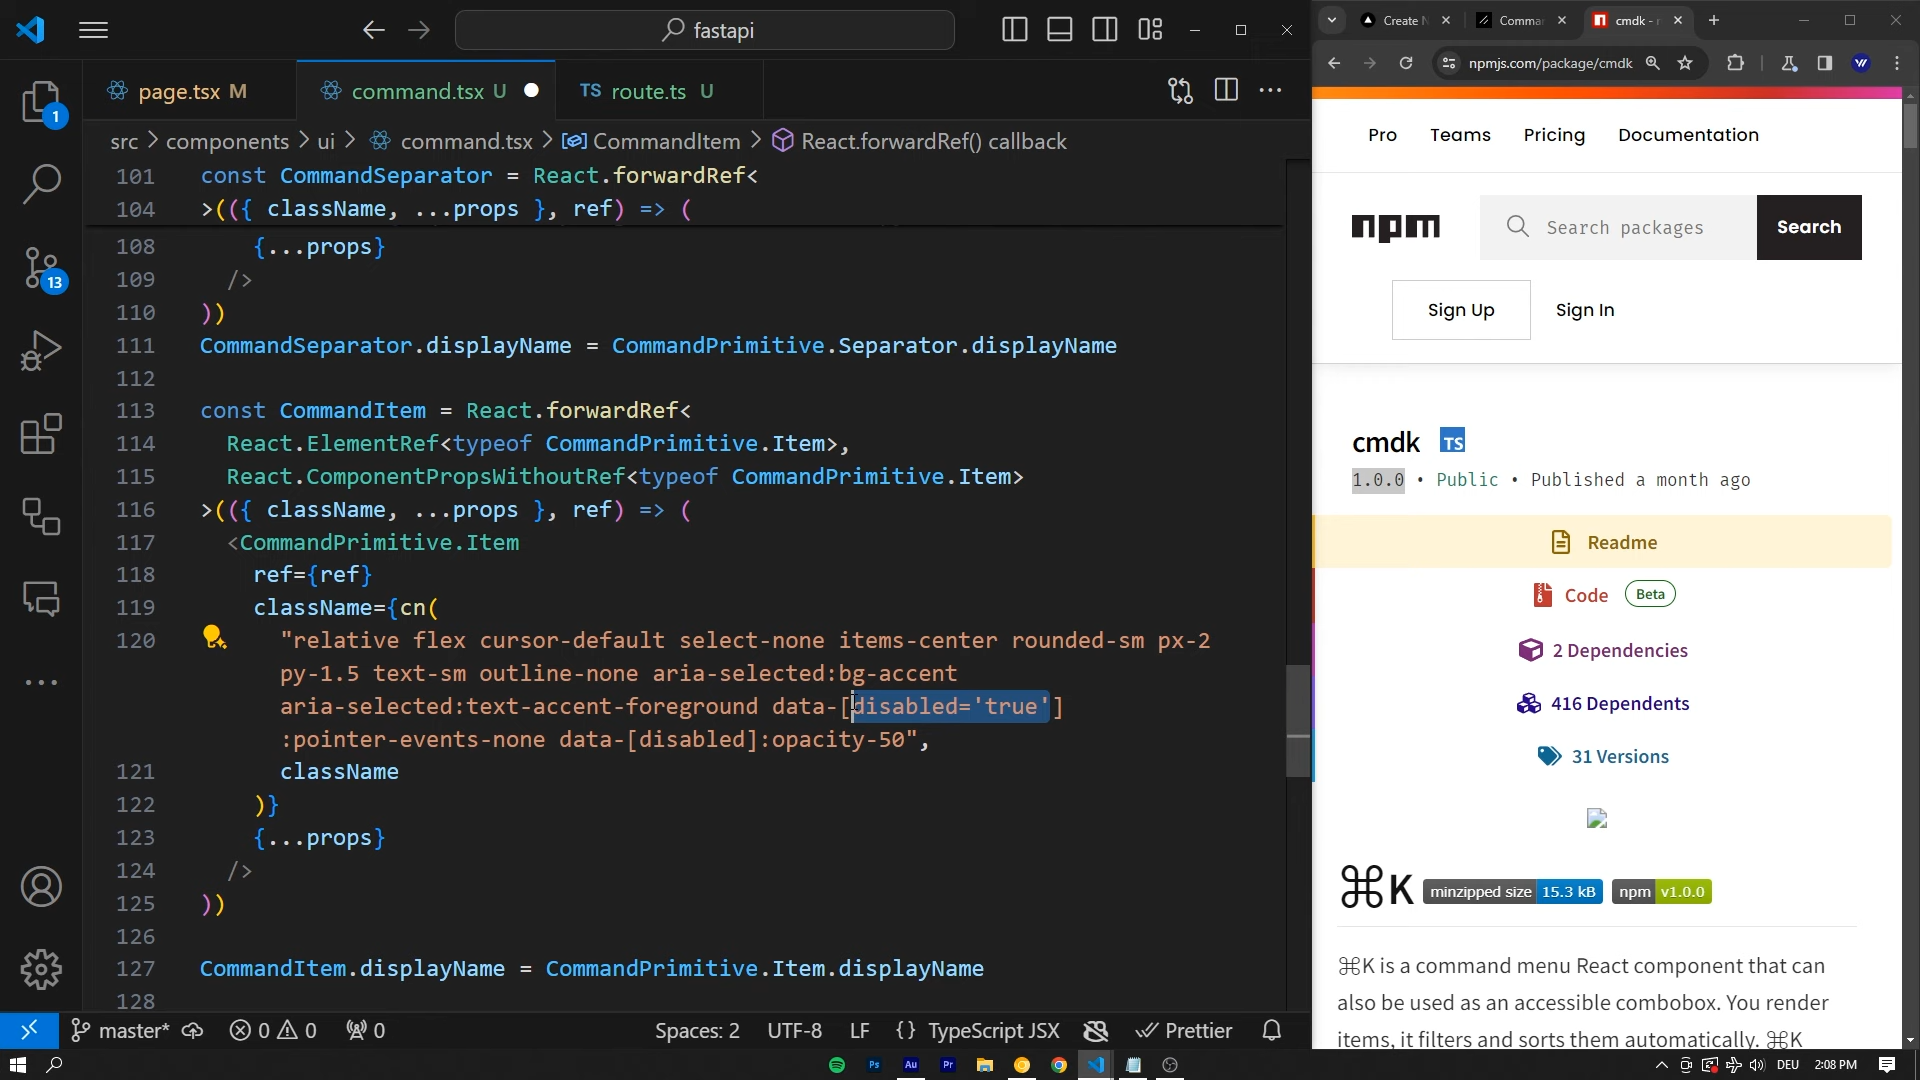 fastapi
page.tsx M
command.tsx U
TS route.ts U
src > components > ui > command.tsx > CommandItem > React.forwardRef() callback
101 const CommandSeparator = React.forwardRef<
104 >(({ className, ...props }, ref) => (
108 {...props}
109 />
110 ))
111 CommandSeparator.displayName = CommandPrimitive.Separator.displayName
112
113 const CommandItem = React.forwardRef<
114 React.ElementRef<typeof CommandPrimitive.Item>,
115 React.ComponentPropsWithoutRef<typeof CommandPrimitive.Item>
116 >(({ className, ...props }, ref) => (
117 <CommandPrimitive.Item
118 ref={ref}
119 className={cn(
120 "relative flex cursor-default select-none items-center rounded-sm px-2
py-1.5 text-sm outline-none aria-selected:bg-accent
aria-selected:text-accent-foreground data-[disabled='true']
:pointer-events-none data-[disabled]:opacity-50",
121 className
122 )}
123 {...props}
124 />
125 ))
126
127 CommandItem.displayName = CommandPrimitive.Item.displayName
128
1
13
master* 0 0 0
Spaces: 2 UTF-8 LF {} TypeScript JSX Prettier
Create N
Comma
cmdk - n
npmjs.com/package/cmdk
Pro Teams Pricing Documentation
npm
Search packages
Search
Sign Up
Sign In
cmdk TS
1.0.0 • Public • Published a month ago
Readme
Code Beta
2 Dependencies
416 Dependents
31 Versions
⌘K minzipped size 15.3 kB npm v1.0.0
⌘K is a command menu React component that can
also be used as an accessible combobox. You render
items, it filters and sorts them automatically. ⌘K
Ps Au Pr
DEU 2:08 PM